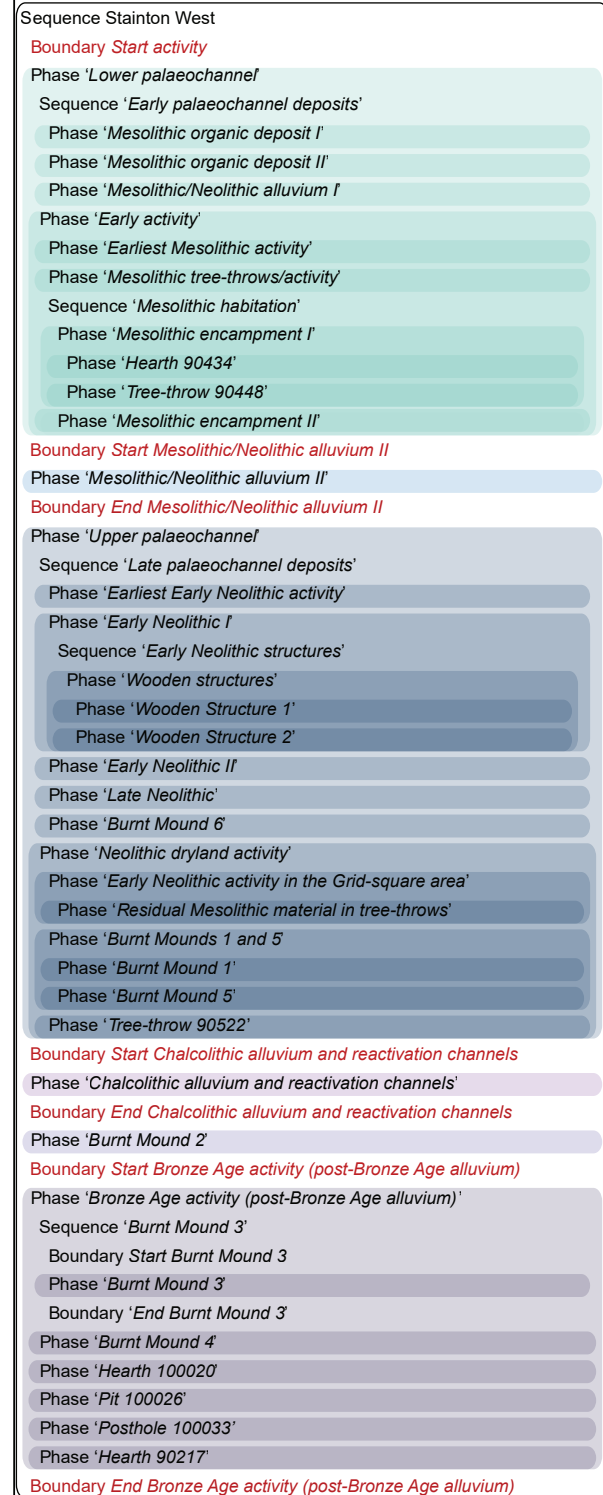 Sequence Stainton West
Boundary Start activity
Phase ‘Lower palaeochannel’
Sequence ‘Early palaeochannel deposits’
Phase ‘Mesolithic organic deposit I’
Phase ‘Mesolithic organic deposit II’
Phase ‘Mesolithic/Neolithic alluvium I’
Phase ‘Early activity’
Phase ‘Earliest Mesolithic activity’
Phase ‘Mesolithic tree-throws/activity’
Sequence ‘Mesolithic habitation’
Phase ‘Mesolithic encampment I’
Phase ‘Hearth 90434’
Phase ‘Tree-throw 90448’
Phase ‘Mesolithic encampment II’
Boundary Start Mesolithic/Neolithic alluvium II
Phase ‘Mesolithic/Neolithic alluvium II’
Boundary End Mesolithic/Neolithic alluvium II
Phase ‘Upper palaeochannel’
Sequence ‘Late palaeochannel deposits’
Phase ‘Earliest Early Neolithic activity’
Phase ‘Early Neolithic I’
Sequence ‘Early Neolithic structures’
Phase ‘Wooden structures’
Phase ‘Wooden Structure 1’
Phase ‘Wooden Structure 2’
Phase ‘Early Neolithic II’
Phase ‘Late Neolithic’
Phase ‘Burnt Mound 6’
Phase ‘Neolithic dryland activity’
Phase ‘Early Neolithic activity in the Grid-square area’
Phase ‘Residual Mesolithic material in tree-throws’
Phase ‘Burnt Mounds 1 and 5’
Phase ‘Burnt Mound 1’
Phase ‘Burnt Mound 5’
Phase ‘Tree-throw 90522’
Boundary Start Chalcolithic alluvium and reactivation channels
Phase ‘Chalcolithic alluvium and reactivation channels’
Boundary End Chalcolithic alluvium and reactivation channels
Phase ‘Burnt Mound 2’
Boundary Start Bronze Age activity (post-Bronze Age alluvium)
Phase ‘Bronze Age activity (post-Bronze Age alluvium)’
Sequence ‘Burnt Mound 3’
Boundary Start Burnt Mound 3
Phase ‘Burnt Mound 3’
Boundary ‘End Burnt Mound 3’
Phase ‘Burnt Mound 4’
Phase ‘Hearth 100020’
Phase ‘Pit 100026’
Phase ‘Posthole 100033’
Phase ‘Hearth 90217’
Boundary End Bronze Age activity (post-Bronze Age alluvium)